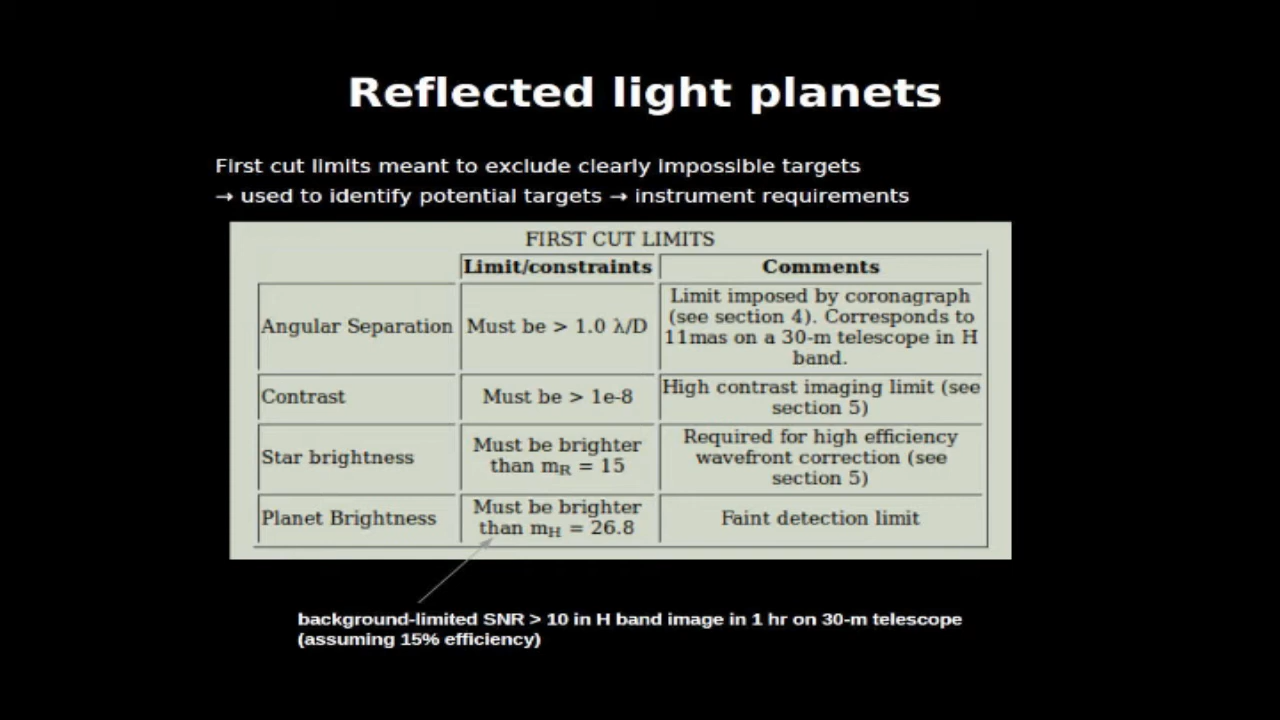 Reflected light planets
First cut limits meant to exclude clearly impossible targets
→ used to identify potential targets → instrument requirements
FIRST CUT LIMITS
Limit/constraints Comments
Angular Separation Must be > 1.0 λ/D Limit imposed by coronagraph
(see section 4). Corresponds to
11mas on a 30-m telescope in H
band.
Contrast Must be > 1e-8 High contrast imaging limit (see
section 5)
Star brightness Must be brighter
than mR = 15 Required for high efficiency
wavefront correction (see
section 5)
Planet Brightness Must be brighter
than mH = 26.8 Faint detection limit
background-limited SNR > 10 in H band image in 1 hr on 30-m telescope
(assuming 15% efficiency)